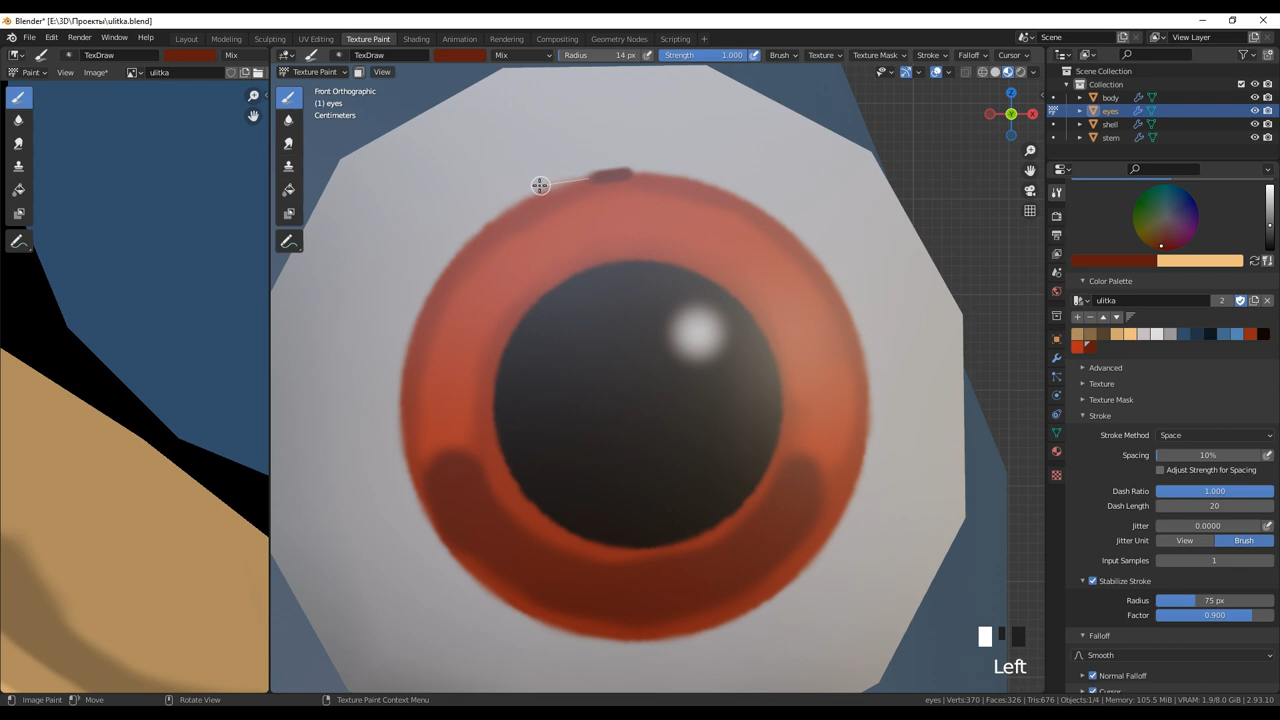 Blender* [E:\3D\Проекты\ulitka.blend]
File Edit Render Window Help Layout Modeling Sculpting UV Editing Texture Paint Shading Animation Rendering Compositing Geometry Nodes Scripting + Scene View Layer
TexDraw Mix TexDraw Mix Radius 14 px Strength 1.000 Brush Texture Texture Mask Stroke Falloff Cursor
Paint View Image* ulitka Texture Paint View
Scene Collection
Collection
body
eyes
shell
stem
Front Orthographic
(1) eyes
Centimeters
Color Palette
ulitka 2
Advanced
Texture
Texture Mask
Stroke
Stroke Method Space
Spacing 10%
Adjust Strength for Spacing
Dash Ratio 1.000
Dash Length 20
Jitter 0.0000
Jitter Unit View Brush
Input Samples 1
Stabilize Stroke
Radius 75 px
Factor 0.900
Falloff
Smooth
Normal Falloff
Cursor
Left
Image Paint Move Rotate View Texture Paint Context Menu eyes | Verts:370 | Faces:326 | Tris:676 | Objects:1/4 | Memory: 105.5 MiB | VRAM: 1.9/8.0 GiB | 2.93.10